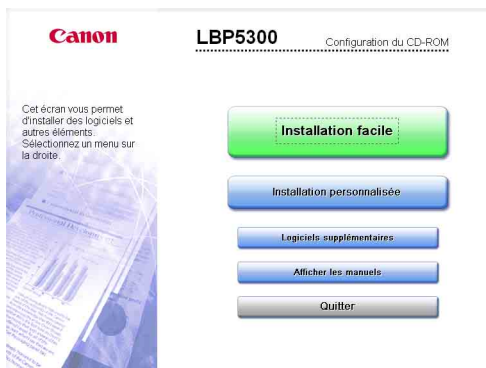 Canon
LBP5300
Configuration du CD-ROM
Cet écran vous permet
d'installer des logiciels et
autres éléments.
Sélectionnez un menu sur
la droite.
Installation facile
Installation personnalisée
Logiciels supplémentaires
Afficher les manuels
Quitter